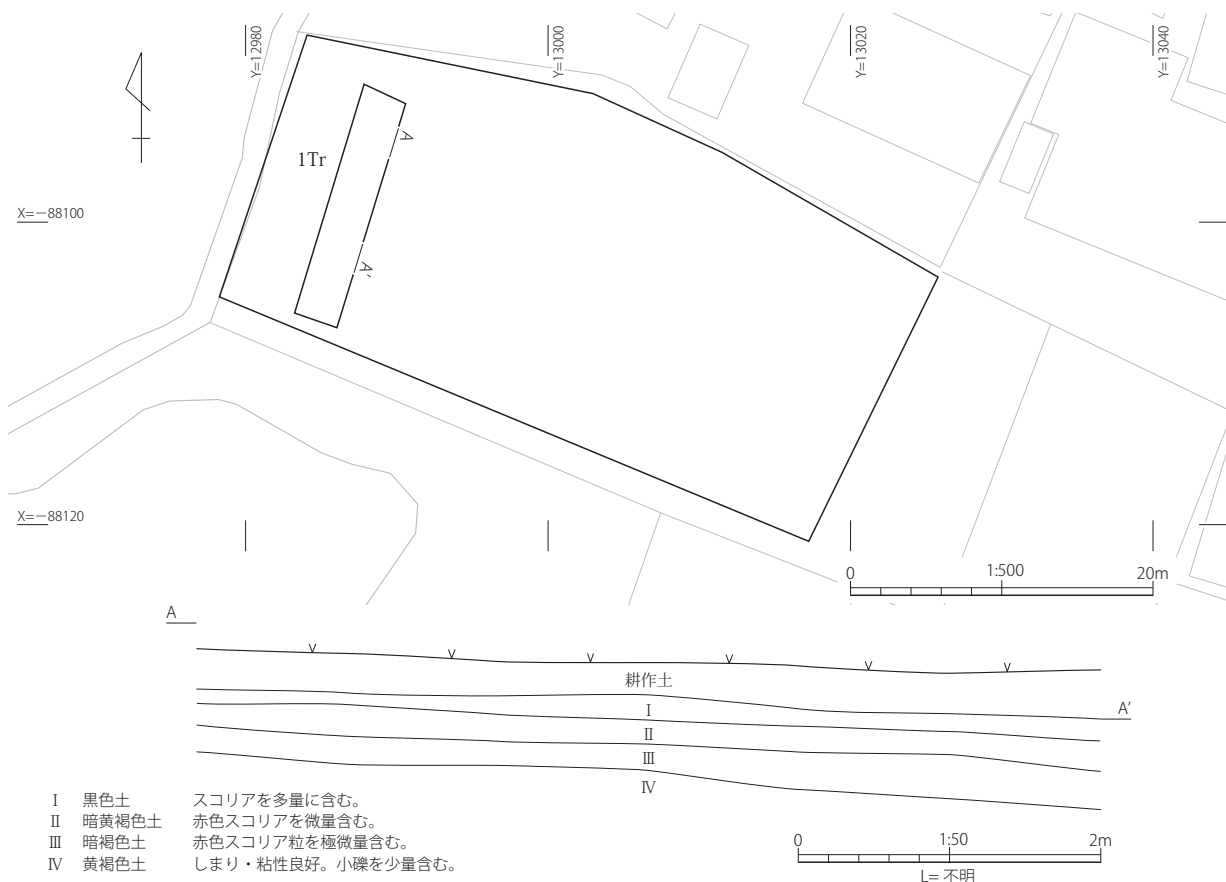 Y=12980
Y=13000
Y=13020
Y=13040
1Tr
A
A'
X=－88100
X=－88120
0 1:500 20m
A
耕作土
Ⅰ
A'
Ⅱ
Ⅲ
Ⅳ
Ⅰ 黒色土 スコリアを多量に含む。
Ⅱ 暗黄褐色土 赤色スコリアを微量含む。
Ⅲ 暗褐色土 赤色スコリア粒を極微量含む。
Ⅳ 黄褐色土 しまり・粘性良好。小礫を少量含む。
0 1:50 2m
L= 不明